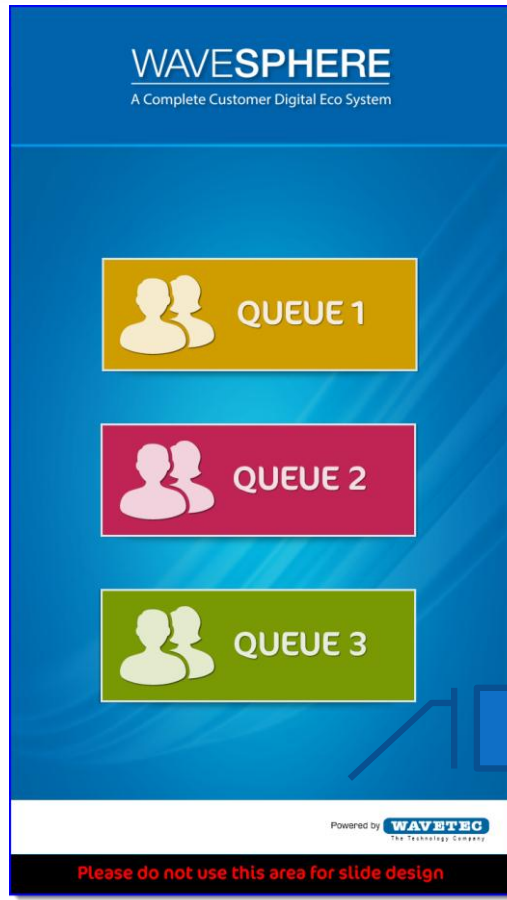 WAVESPHERE
A Complete Customer Digital Eco System
QUEUE 1
QUEUE 2
QUEUE 3
Powered by WAVETEC
The Technology Company
Please do not use this area for slide design